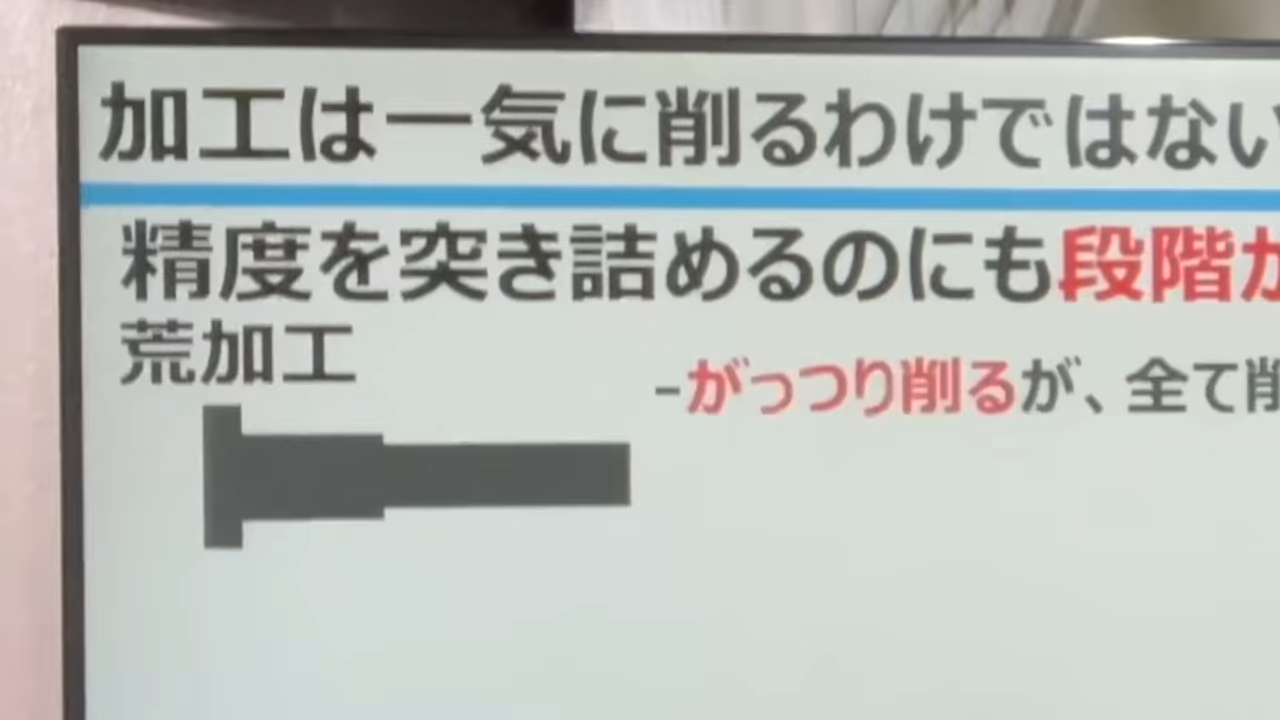 加工は一気に削るわけではない
精度を突き詰めるのにも段階が
荒加工
-がっつり削るが、全て削